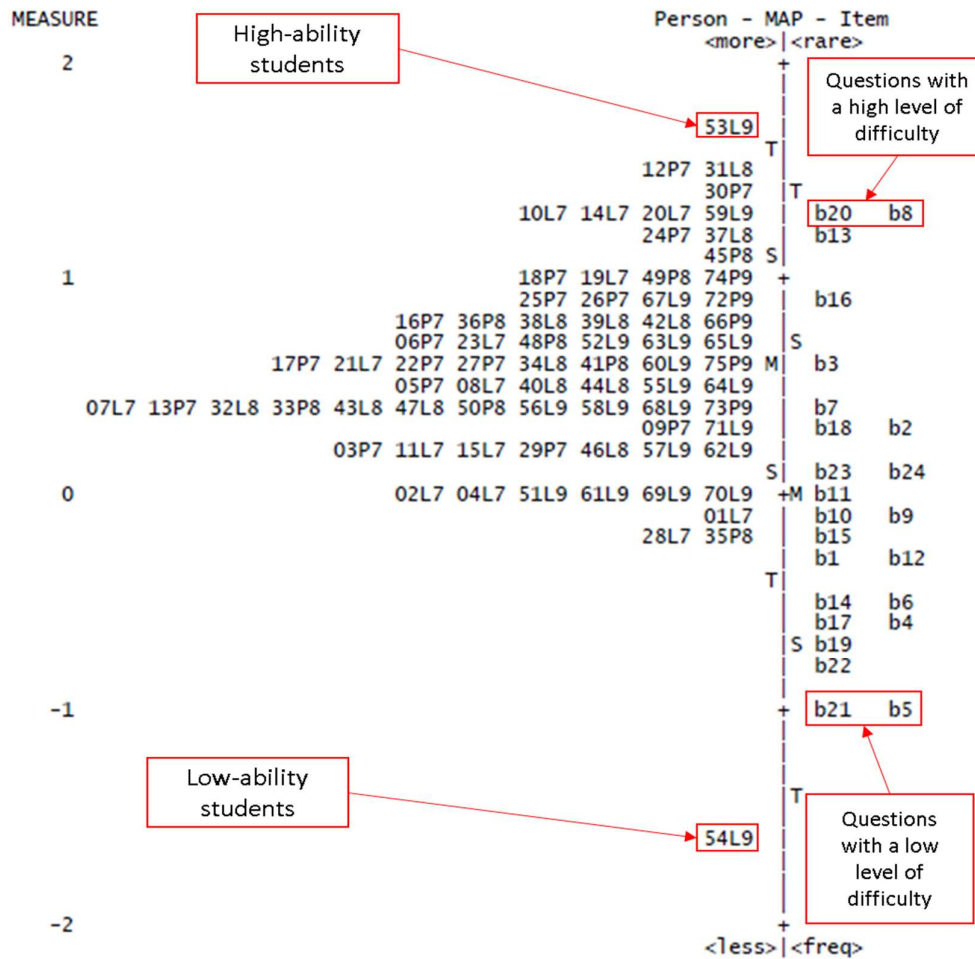 MEASURE Person - MAP - Item
<more>|<rare>
High-ability
students
2 +
Questions with
a high level of
difficulty
53L9
T|
12P7 31L8 |
30P7 |T
10L7 14L7 20L7 59L9 | b20 b8
24P7 37L8 | b13
45P8 S|
1 18P7 19L7 49P8 74P9 +
25P7 26P7 67L9 72P9 | b16
16P7 36P8 38L8 39L8 42L8 66P9 |
06P7 23L7 48P8 52L9 63L9 65L9 |S
17P7 21L7 22P7 27P7 34L8 41P8 60L9 75P9 M| b3
05P7 08L7 40L8 44L8 55L9 64L9 |
07L7 13P7 32L8 33P8 43L8 47L8 50P8 56L9 58L9 68L9 73P9 | b7
09P7 71L9 | b18 b2
03P7 11L7 15L7 29P7 46L8 57L9 62L9 |
S| b23 b24
0 02L7 04L7 51L9 61L9 69L9 70L9 +M b11
01L7 | b10 b9
28L7 35P8 | b15
| b1 b12
T|
| b14 b6
| b17 b4
|S b19
| b22
|
-1 + b21 b5
Low-ability
students
|T
54L9 |
Questions
with a low
level of
difficulty
-2 +
<less>|<freq>